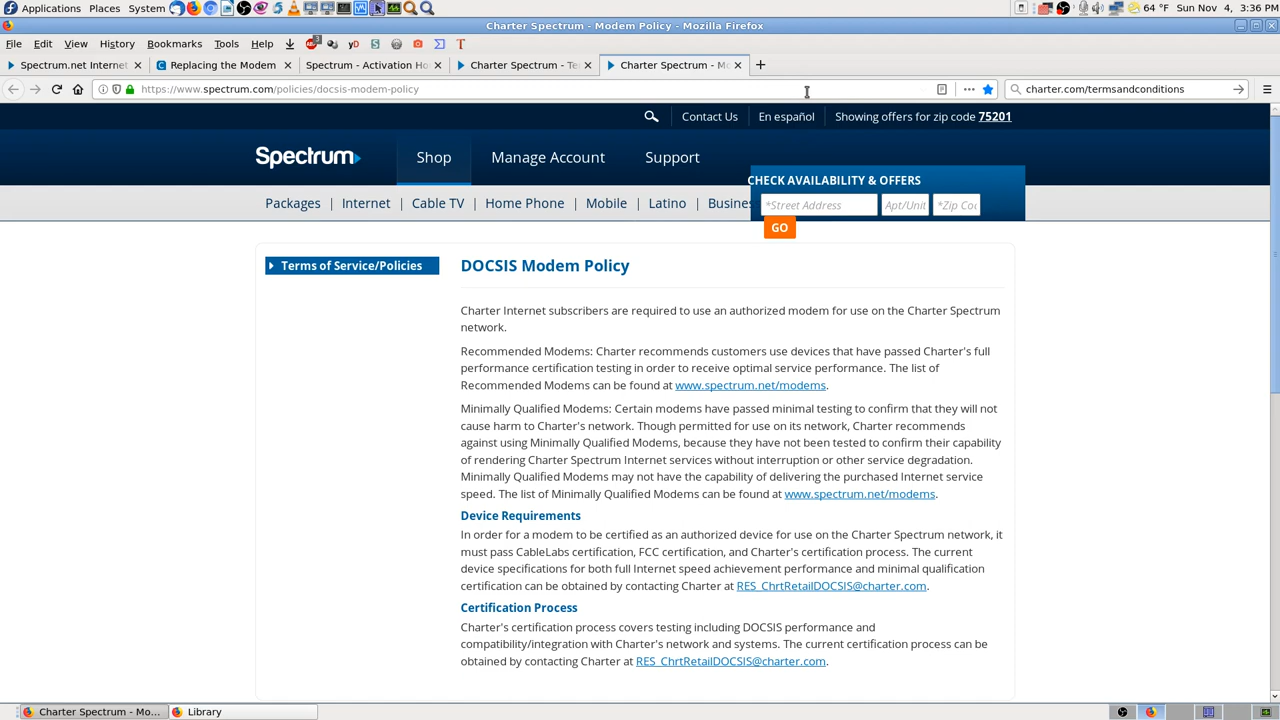 Applications Places System 64 °F Sun Nov 4, 3:36 PM
Charter Spectrum - Modem Policy - Mozilla Firefox
File Edit View History Bookmarks Tools Help
Spectrum.net Internet Replacing the Modem Spectrum - Activation Ho Charter Spectrum - Te Charter Spectrum - Mo
https://www.spectrum.com/policies/docsis-modem-policy charter.com/termsandconditions
Contact Us En español Showing offers for zip code 75201
Spectrum Shop Manage Account Support
CHECK AVAILABILITY & OFFERS
Packages Internet Cable TV Home Phone Mobile Latino Busines *Street Address Apt/Unit *Zip Co
GO
Terms of Service/Policies
DOCSIS Modem Policy
Charter Internet subscribers are required to use an authorized modem for use on the Charter Spectrum
network.
Recommended Modems: Charter recommends customers use devices that have passed Charter's full
performance certification testing in order to receive optimal service performance. The list of
Recommended Modems can be found at www.spectrum.net/modems.
Minimally Qualified Modems: Certain modems have passed minimal testing to confirm that they will not
cause harm to Charter's network. Though permitted for use on its network, Charter recommends
against using Minimally Qualified Modems, because they have not been tested to confirm their capability
of rendering Charter Spectrum Internet services without interruption or other service degradation.
Minimally Qualified Modems may not have the capability of delivering the purchased Internet service
speed. The list of Minimally Qualified Modems can be found at www.spectrum.net/modems.
Device Requirements
In order for a modem to be certified as an authorized device for use on the Charter Spectrum network, it
must pass CableLabs certification, FCC certification, and Charter's certification process. The current
device specifications for both full Internet speed achievement performance and minimal qualification
certification can be obtained by contacting Charter at RES_ChrtRetailDOCSIS@charter.com.
Certification Process
Charter's certification process covers testing including DOCSIS performance and
compatibility/integration with Charter's network and systems. The current certification process can be
obtained by contacting Charter at RES_ChrtRetailDOCSIS@charter.com.
Charter Spectrum - Mo... Library